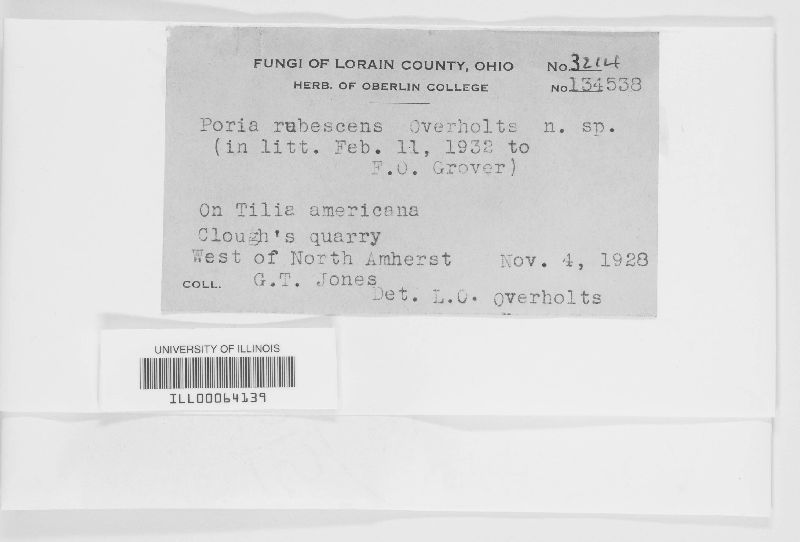 FUNGI OF LORAIN COUNTY, OHIO No. 3214
HERB. OF OBERLIN COLLEGE No. 134538
Poria rubescens Overholts n. sp.
(in litt. Feb. 11, 1932 to
F.O. Grover)
On Tilia americana
Clough's quarry
West of North Amherst Nov. 4, 1928
COLL. G.T. Jones
Det. L.O. Overholts
UNIVERSITY OF ILLINOIS
ILL00064139